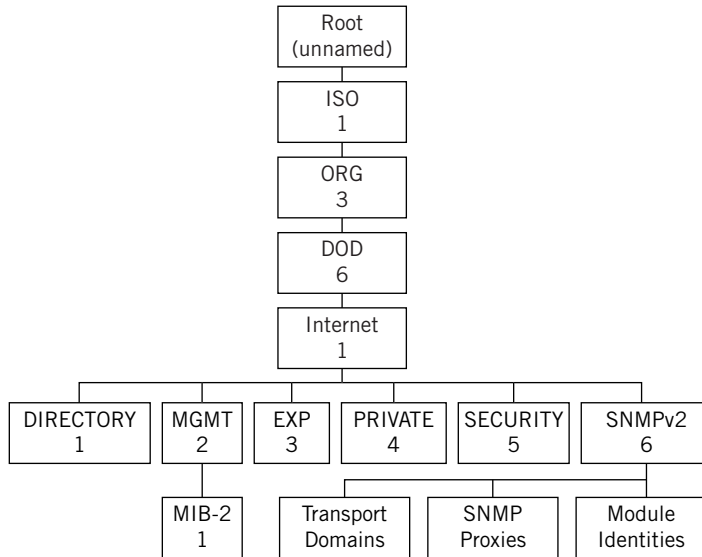 Root
(unnamed)
ISO
1
ORG
3
DOD
6
Internet
1
DIRECTORY
1
MGMT
2
EXP
3
PRIVATE
4
SECURITY
5
SNMPv2
6
MIB-2
1
Transport
Domains
SNMP
Proxies
Module
Identities